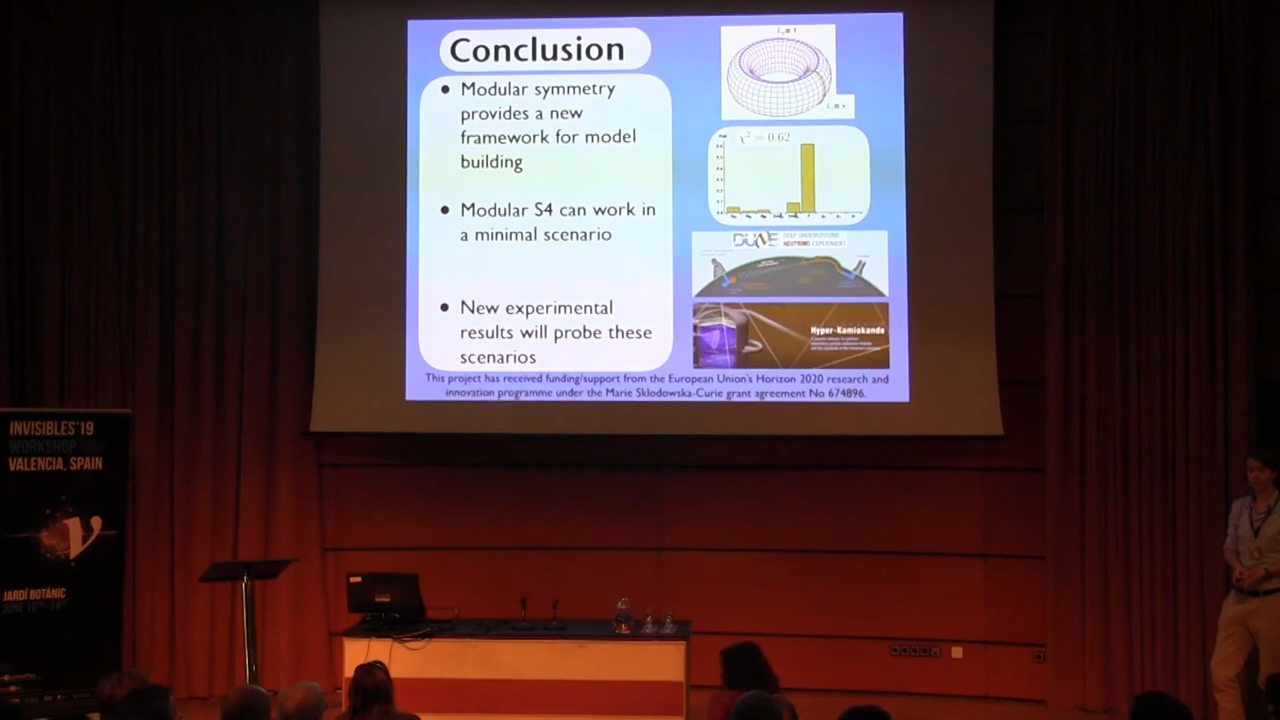 Conclusion
• Modular symmetry
provides a new
framework for model
building
• Modular S4 can work in
a minimal scenario
• New experimental
results will probe these
scenarios
χ² = 0.62
DUNE DEEP UNDERGROUND
NEUTRINO EXPERIMENT
Hyper-Kamiokande
This project has received funding/support from the European Union's Horizon 2020 research and
innovation programme under the Marie Sklodowska-Curie grant agreement No 674896.
INVISIBLES'19
WORKSHOP
VALENCIA, SPAIN
ν
JARDÍ BOTÀNIC